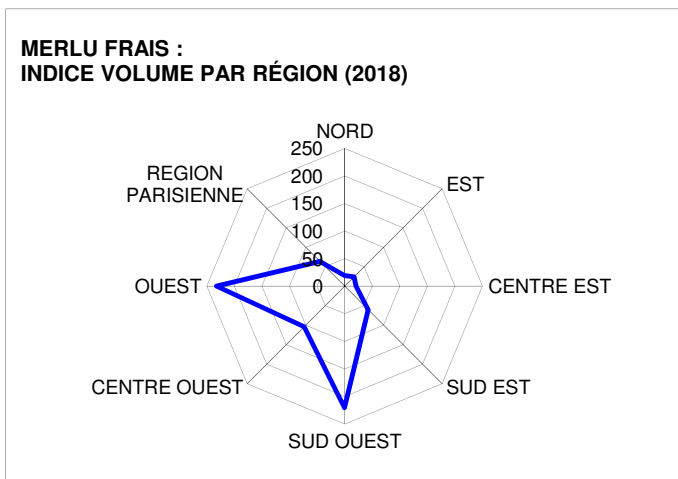 MERLU FRAIS :
INDICE VOLUME PAR RÉGION (2018)
NORD
250
200
150
100
50
0
EST
CENTRE EST
SUD EST
SUD OUEST
CENTRE OUEST
OUEST
REGION
PARISIENNE